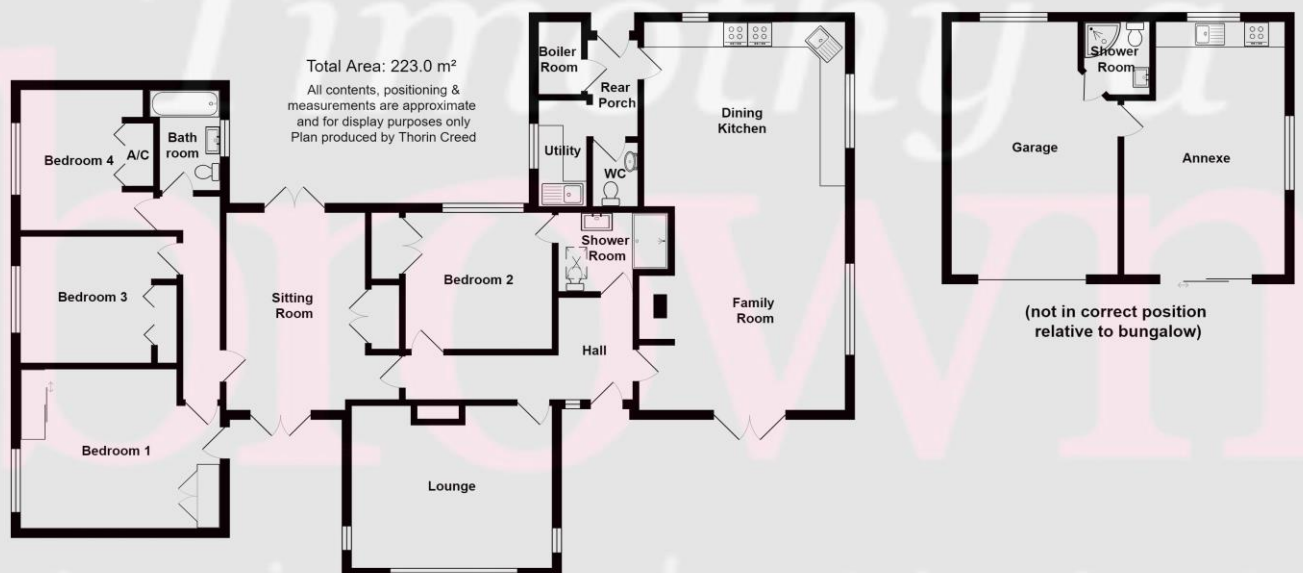 Timothy a
brown
Total Area: 223.0 m²
All contents, positioning &
measurements are approximate
and for display purposes only
Plan produced by Thorin Creed
Boiler
Room
Rear
Porch
Dining
Kitchen
Utility
WC
Bedroom 4
A/C
Bath
room
Bedroom 3
Sitting
Room
Bedroom 2
Shower
Room
Family
Room
Hall
Bedroom 1
Lounge
Shower
Room
Garage
Annexe
(not in correct position
relative to bungalow)